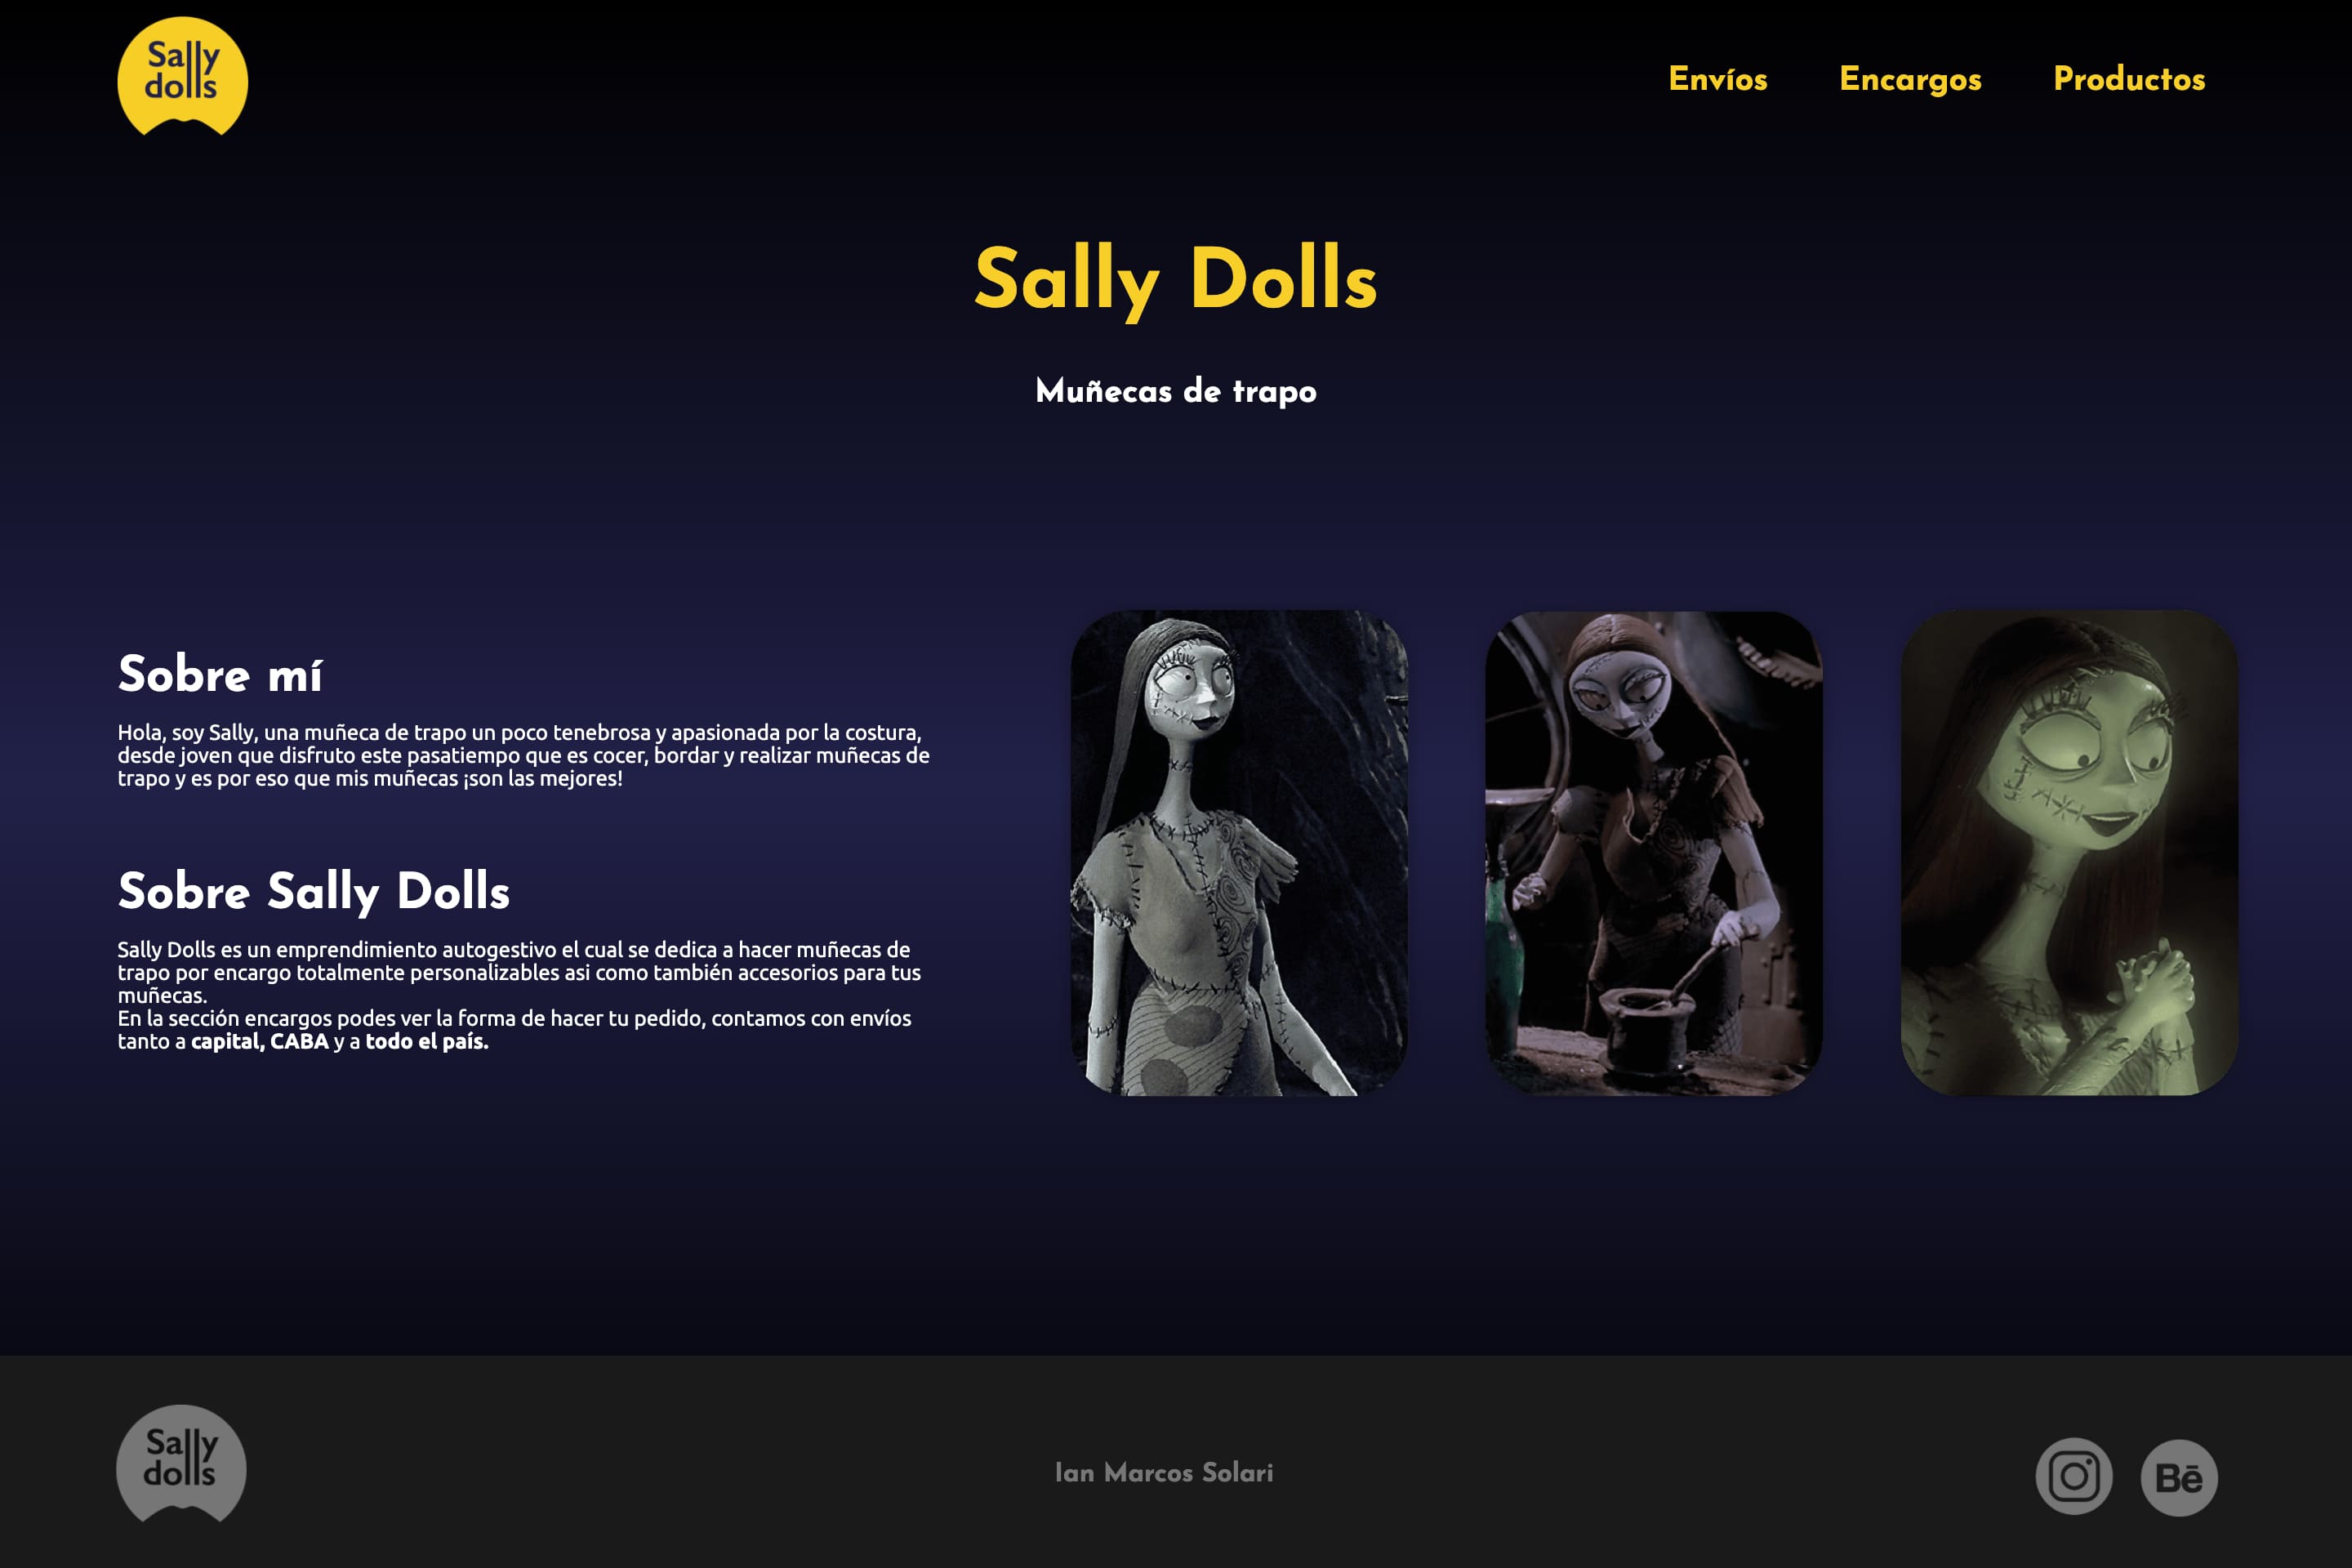 Sally
dolls
Envíos
Encargos
Productos
Sally Dolls
Muñecas de trapo
Sobre mí
Hola, soy Sally, una muñeca de trapo un poco tenebrosa y apasionada por la costura,
desde joven que disfruto este pasatiempo que es cocer, bordar y realizar muñecas de
trapo y es por eso que mis muñecas ¡son las mejores!
Sobre Sally Dolls
Sally Dolls es un emprendimiento autogestivo el cual se dedica a hacer muñecas de
trapo por encargo totalmente personalizables asi como también accesorios para tus
muñecas.
En la sección encargos podes ver la forma de hacer tu pedido, contamos con envíos
tanto a capital, CABA y a todo el país.
Sally
dolls
Ian Marcos Solari
Bē